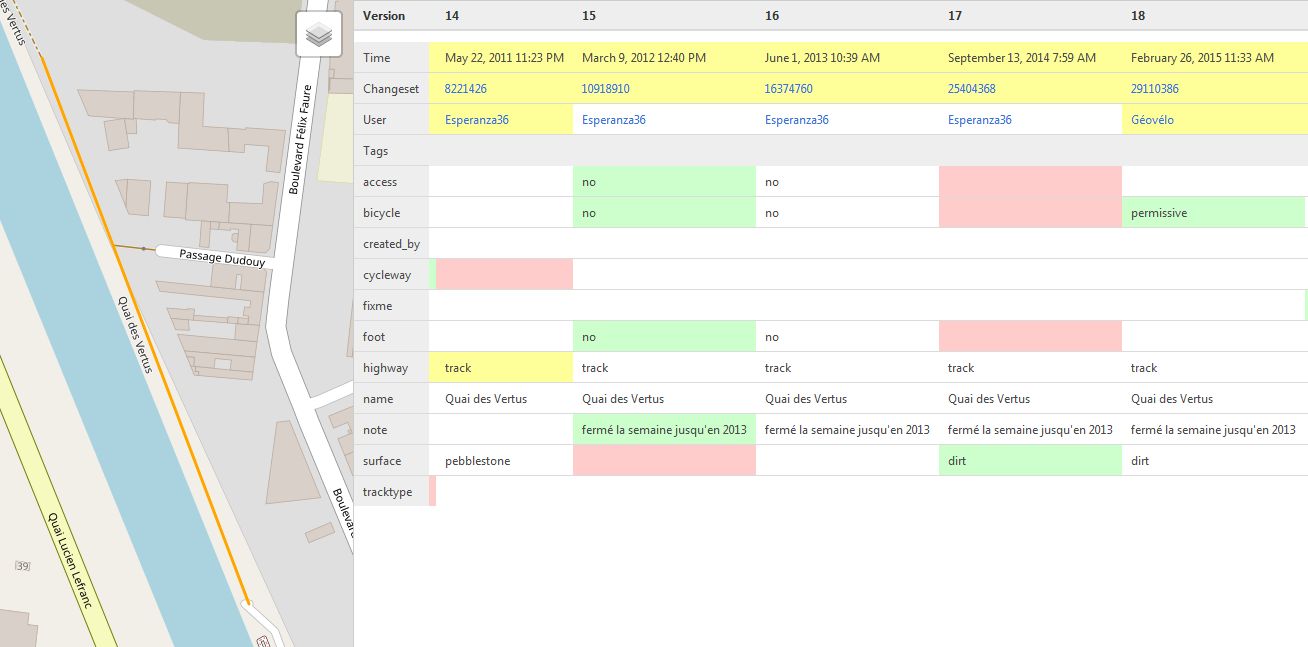 es Vertus
Boulevard Félix Faure
Passage Dudouy
Quai des Vertus
Quai Lucien Lefranc
Boulevard
39
Version 14 15 16 17 18
Time May 22, 2011 11:23 PM March 9, 2012 12:40 PM June 1, 2013 10:39 AM September 13, 2014 7:59 AM February 26, 2015 11:33 AM
Changeset 8221426 10918910 16374760 25404368 29110386
User Esperanza36 Esperanza36 Esperanza36 Esperanza36 Géovélo
Tags
access no no
bicycle no no permissive
created_by
cycleway
fixme
foot no no
highway track track track track track
name Quai des Vertus Quai des Vertus Quai des Vertus Quai des Vertus Quai des Vertus
note fermé la semaine jusqu'en 2013 fermé la semaine jusqu'en 2013 fermé la semaine jusqu'en 2013 fermé la semaine jusqu'en 2013
surface pebblestone dirt dirt
tracktype